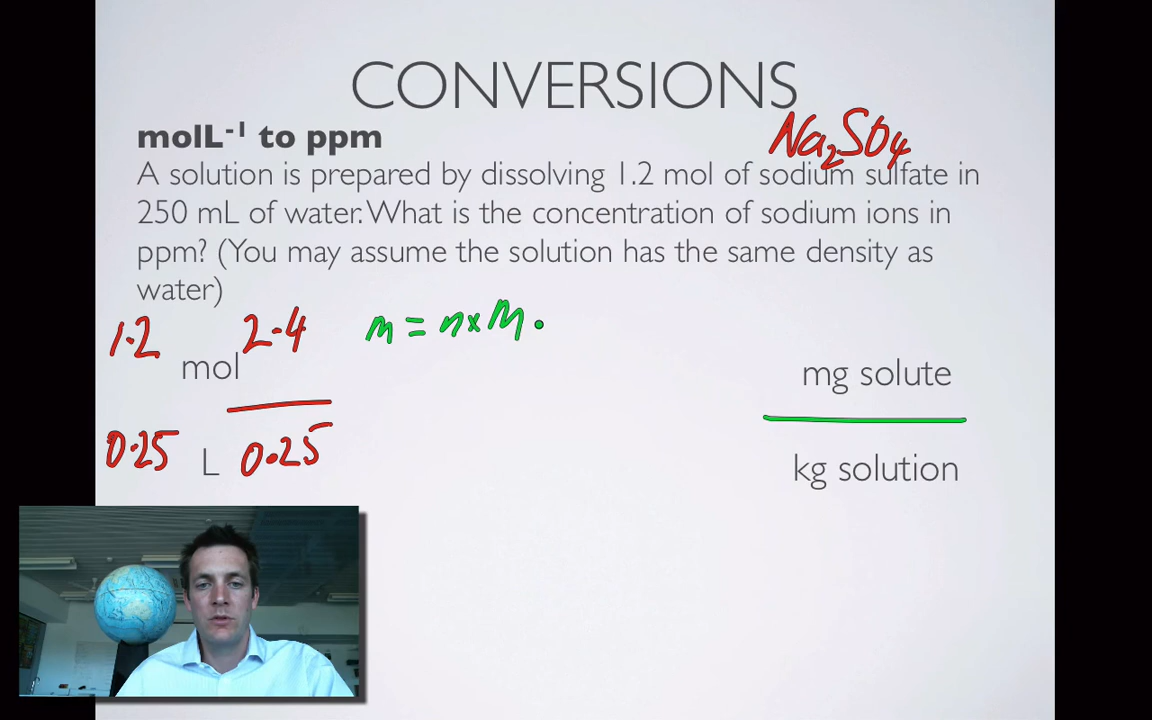 CONVERSIONS
molL⁻¹ to ppm
Na₂SO₄
A solution is prepared by dissolving 1.2 mol of sodium sulfate in
250 mL of water. What is the concentration of sodium ions in
ppm? (You may assume the solution has the same density as
water)
1.2 mol 2.4
m = n x M .
0.25 L 0.25
mg solute
kg solution